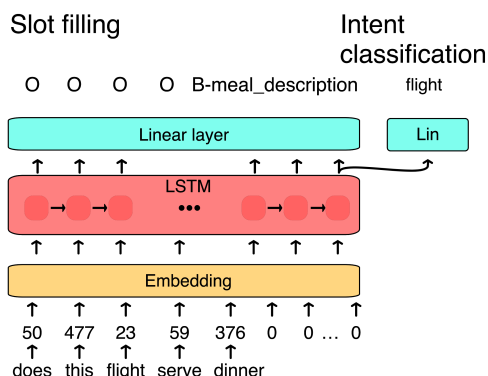 Slot filling
Intent
classification
O O O O B-meal_description flight
Linear layer
Lin
LSTM
•••
Embedding
50 477 23 59 376 0 0 ... 0
does this flight serve dinner